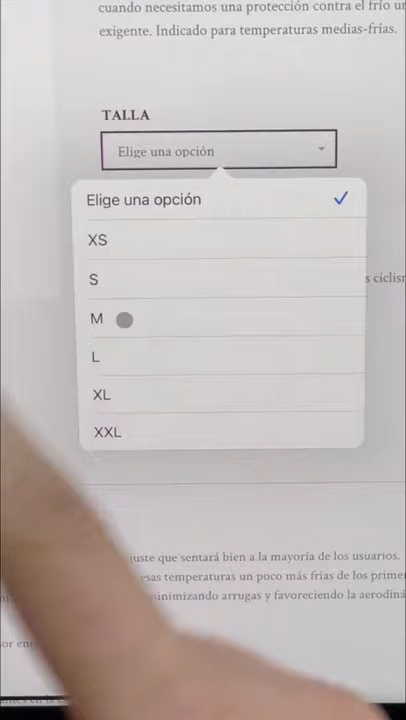 cuando necesitamos una protección contra el frío
exigente. Indicado para temperaturas medias-frías.
TALLA
Elige una opción
Elige una opción
XS
S
s ciclis
M
L
XL
XXL
juste que sentará bien a la mayoría de los usuarios.
esas temperaturas un poco más frías de los prime
minimizando arrugas y favoreciendo la aerodiná